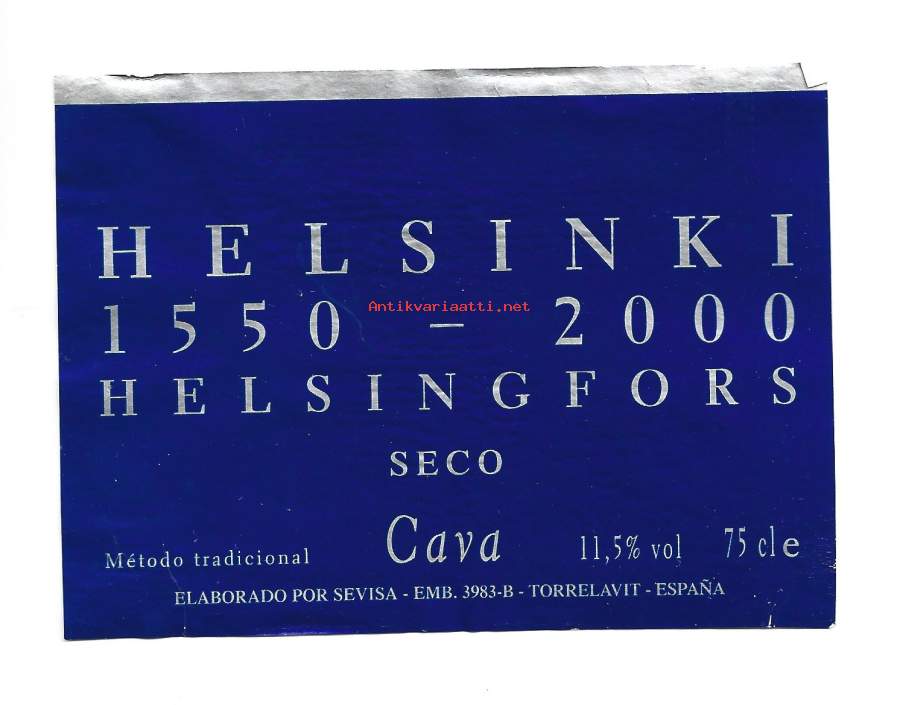 HELSINKI
Antikvariaatti.net
1550 – 2000
HELSINGFORS
SECO
Método tradicional Cava 11,5% vol 75 cl e
ELABORADO POR SEVISA - EMB. 3983-B - TORRELAVIT - ESPAÑA